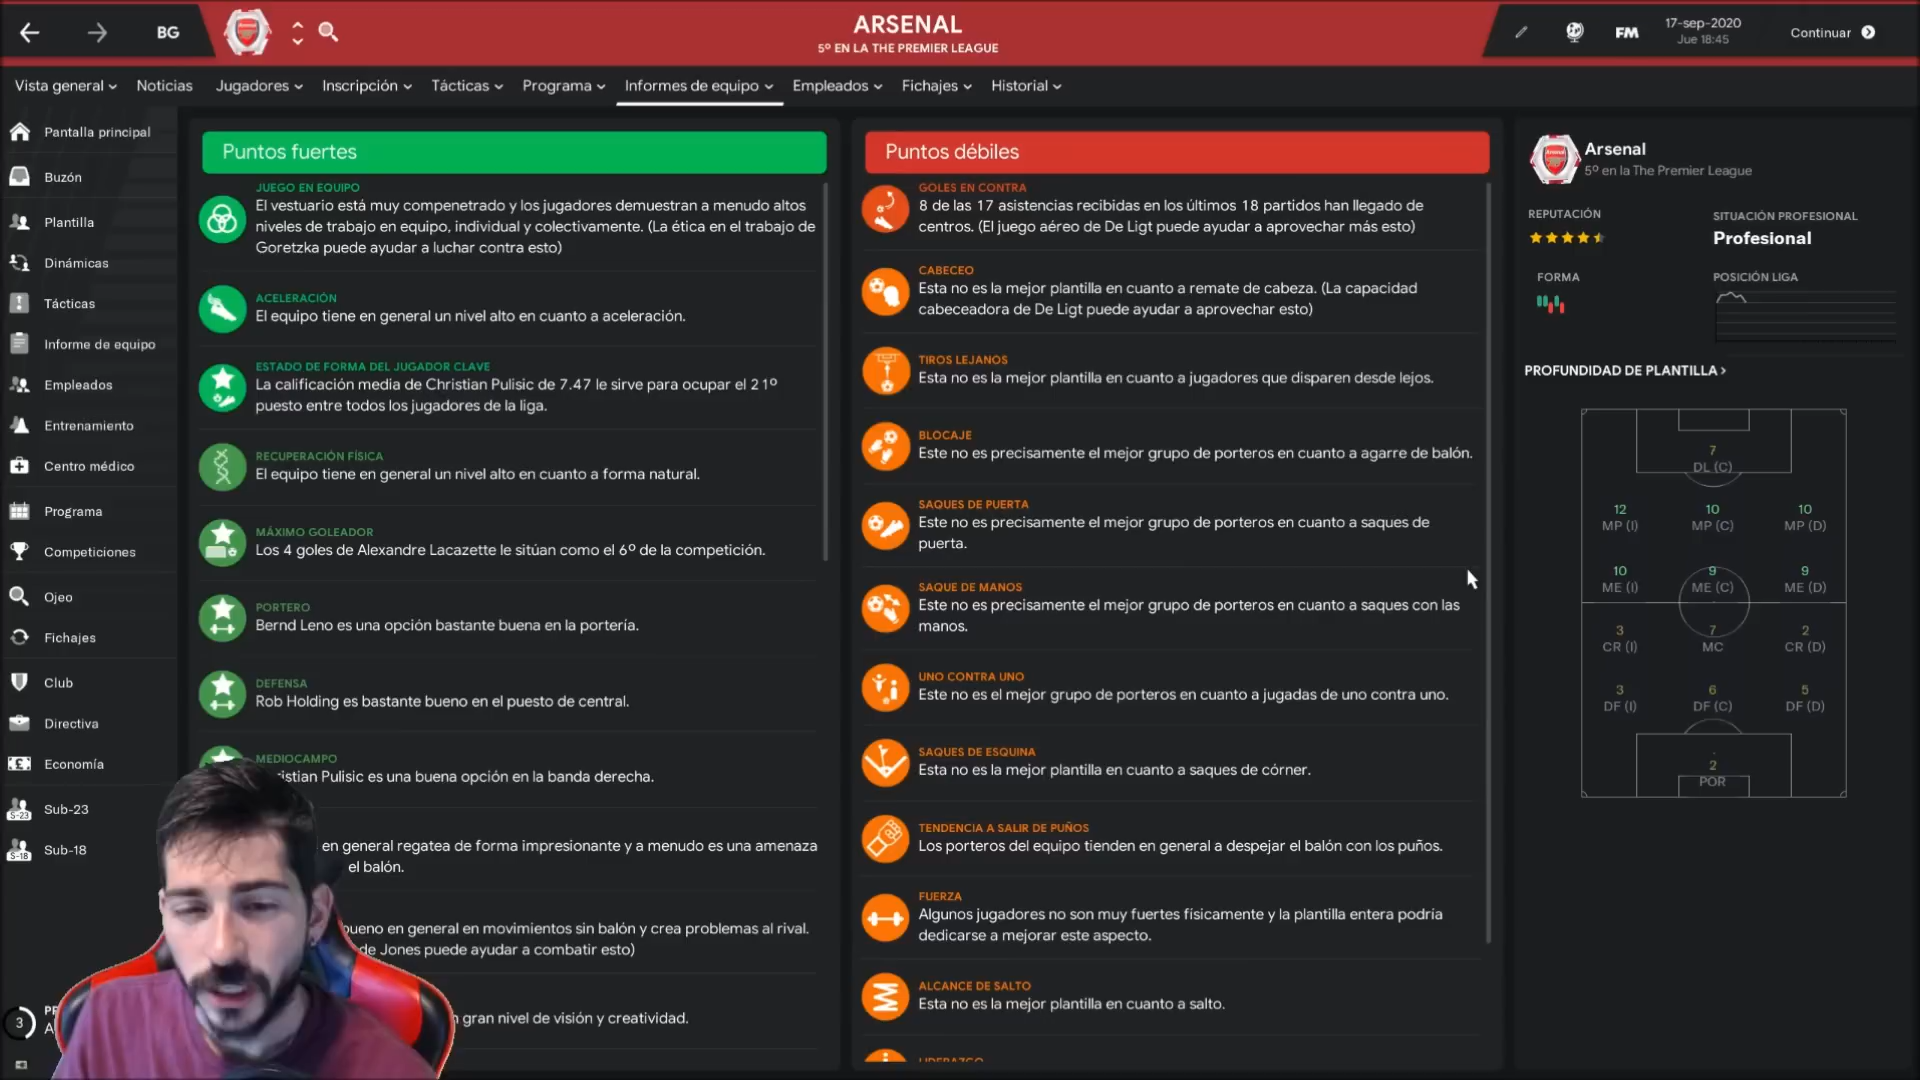 BG
ARSENAL
5º EN LA THE PREMIER LEAGUE
FM
17-sep-2020
Jue 18:45
Continuar
Vista general
Noticias
Jugadores
Inscripción
Tácticas
Programa
Informes de equipo
Empleados
Fichajes
Historial
Pantalla principal
Buzón
Plantilla
Dinámicas
Tácticas
Informe de equipo
Empleados
Entrenamiento
Centro médico
Programa
Competiciones
Ojeo
Fichajes
Club
Directiva
Economía
S-23
Sub-23
S-18
Sub-18
3
Puntos fuertes
JUEGO EN EQUIPO
El vestuario está muy compenetrado y los jugadores demuestran a menudo altos
niveles de trabajo en equipo, individual y colectivamente. (La ética en el trabajo de
Goretzka puede ayudar a luchar contra esto)
ACELERACIÓN
El equipo tiene en general un nivel alto en cuanto a aceleración.
ESTADO DE FORMA DEL JUGADOR CLAVE
La calificación media de Christian Pulisic de 7.47 le sirve para ocupar el 21º
puesto entre todos los jugadores de la liga.
RECUPERACIÓN FÍSICA
El equipo tiene en general un nivel alto en cuanto a forma natural.
MÁXIMO GOLEADOR
Los 4 goles de Alexandre Lacazette le sitúan como el 6º de la competición.
PORTERO
Bernd Leno es una opción bastante buena en la portería.
DEFENSA
Rob Holding es bastante bueno en el puesto de central.
MEDIOCAMPO
istian Pulisic es una buena opción en la banda derecha.
en general regatea de forma impresionante y a menudo es una amenaza
el balón.
bueno en general en movimientos sin balón y crea problemas al rival.
de Jones puede ayudar a combatir esto)
gran nivel de visión y creatividad.
Puntos débiles
GOLES EN CONTRA
8 de las 17 asistencias recibidas en los últimos 18 partidos han llegado de
centros. (El juego aéreo de De Ligt puede ayudar a aprovechar más esto)
CABECEO
Esta no es la mejor plantilla en cuanto a remate de cabeza. (La capacidad
cabeceadora de De Ligt puede ayudar a aprovechar esto)
TIROS LEJANOS
Esta no es la mejor plantilla en cuanto a jugadores que disparen desde lejos.
BLOCAJE
Este no es precisamente el mejor grupo de porteros en cuanto a agarre de balón.
SAQUES DE PUERTA
Este no es precisamente el mejor grupo de porteros en cuanto a saques de
puerta.
SAQUE DE MANOS
Este no es precisamente el mejor grupo de porteros en cuanto a saques con las
manos.
UNO CONTRA UNO
Este no es el mejor grupo de porteros en cuanto a jugadas de uno contra uno.
SAQUES DE ESQUINA
Esta no es la mejor plantilla en cuanto a saques de córner.
TENDENCIA A SALIR DE PUÑOS
Los porteros del equipo tienden en general a despejar el balón con los puños.
FUERZA
Algunos jugadores no son muy fuertes físicamente y la plantilla entera podría
dedicarse a mejorar este aspecto.
ALCANCE DE SALTO
Esta no es la mejor plantilla en cuanto a salto.
LIDERAZGO
Arsenal
5º en la The Premier League
REPUTACIÓN
SITUACIÓN PROFESIONAL
Profesional
FORMA
POSICIÓN LIGA
PROFUNDIDAD DE PLANTILLA >
7
DL (C)
12 10 10
MP (I) MP (C) MP (D)
10 9 9
ME (I) ME (C) ME (D)
3 7 2
CR (I) MC CR (D)
3 6 5
DF (I) DF (C) DF (D)
2
POR